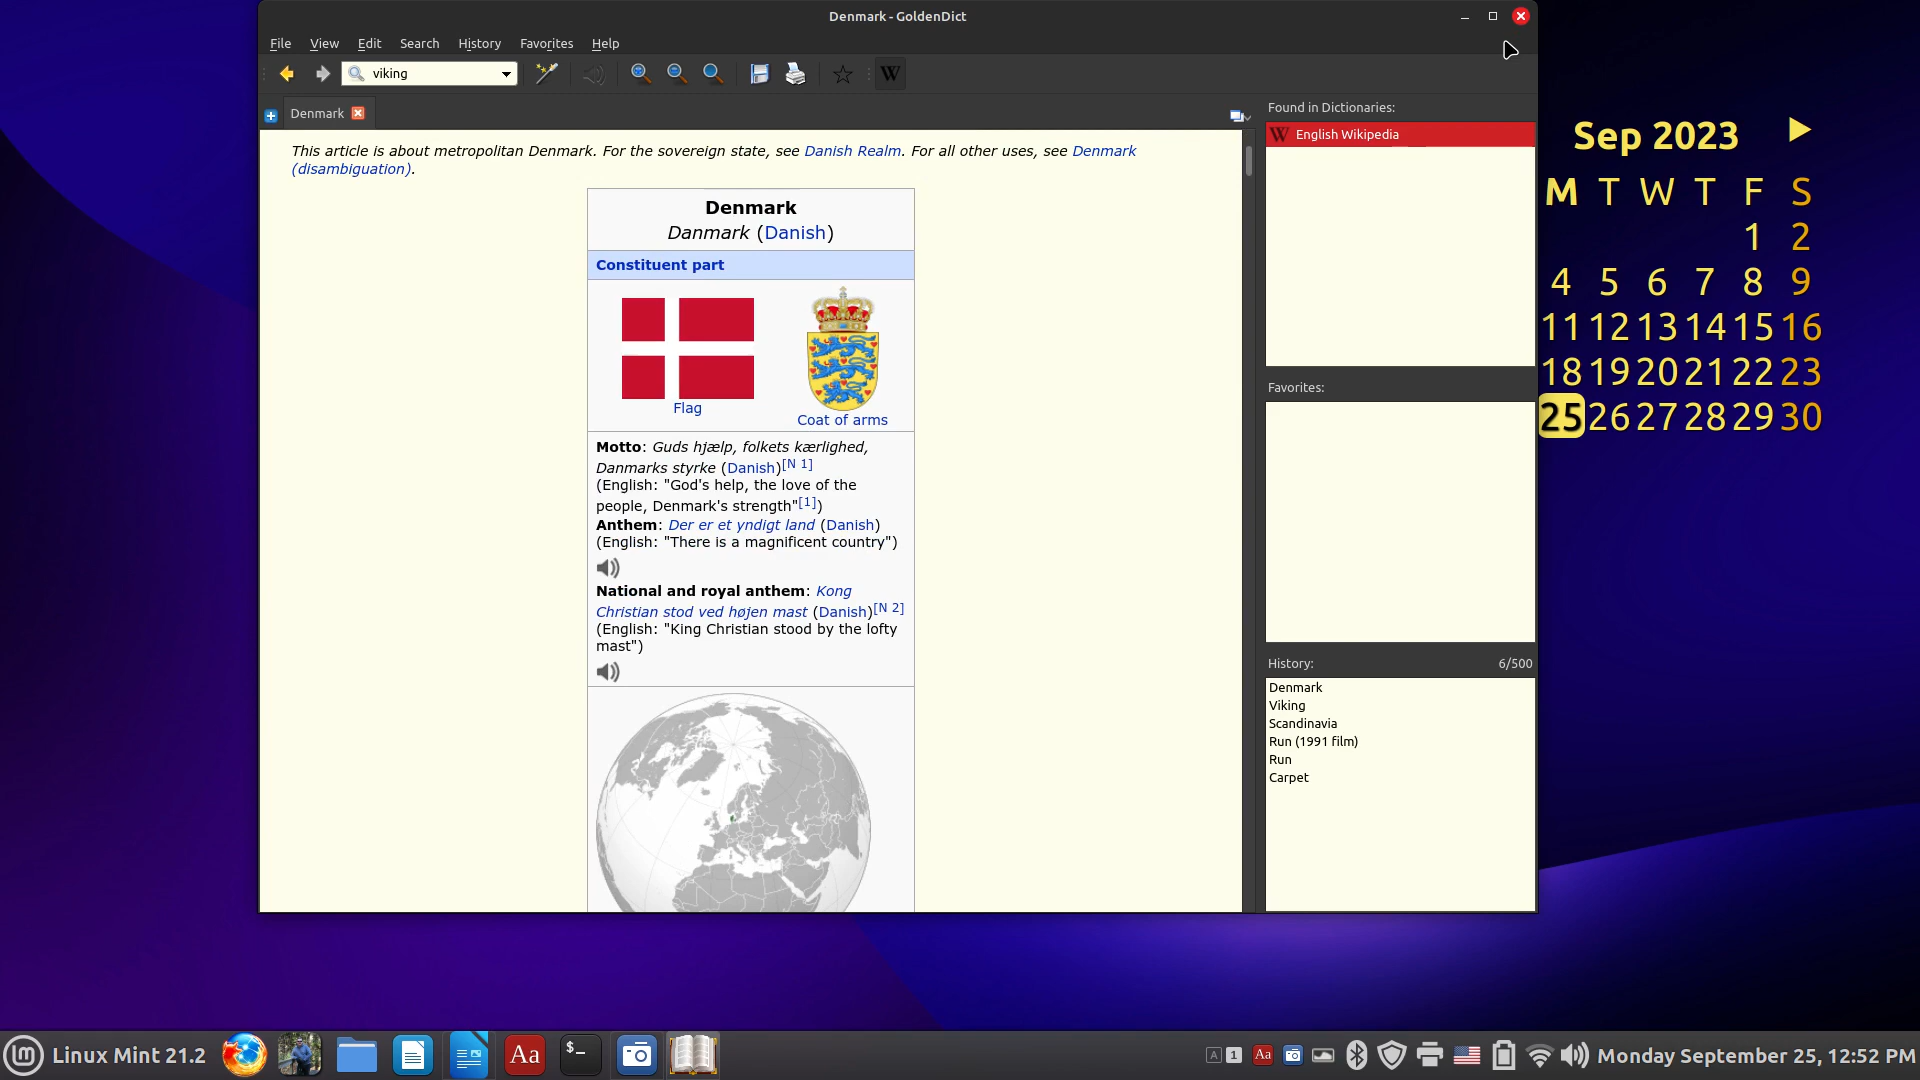 Denmark - GoldenDict
File View Edit Search History Favorites Help
viking
W
Denmark
This article is about metropolitan Denmark. For the sovereign state, see Danish Realm. For all other uses, see Denmark
(disambiguation).
Denmark
Danmark (Danish)
Constituent part
Flag
Coat of arms
Motto: Guds hjælp, folkets kærlighed,
Danmarks styrke (Danish)[N 1]
(English: "God's help, the love of the
people, Denmark's strength"[1])
Anthem: Der er et yndigt land (Danish)
(English: "There is a magnificent country")
National and royal anthem: Kong
Christian stod ved højen mast (Danish)[N 2]
(English: "King Christian stood by the lofty
mast")
Found in Dictionaries:
W English Wikipedia
Favorites:
History: 6/500
Denmark
Viking
Scandinavia
Run (1991 film)
Run
Carpet
Sep 2023
M T W T F S
1 2
4 5 6 7 8 9
11 12 13 14 15 16
18 19 20 21 22 23
25 26 27 28 29 30
Linux Mint 21.2
Aa
$_
A 1
Aa
Monday September 25, 12:52 PM